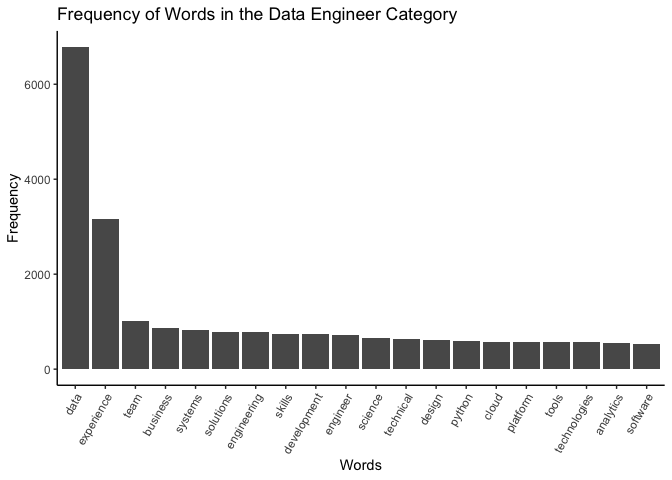 Frequency of Words in the Data Engineer Category
Frequency
6000
4000
2000
0
data
experience
team
business
systems
solutions
engineering
skills
development
engineer
science
technical
design
python
cloud
platform
tools
technologies
analytics
software
Words